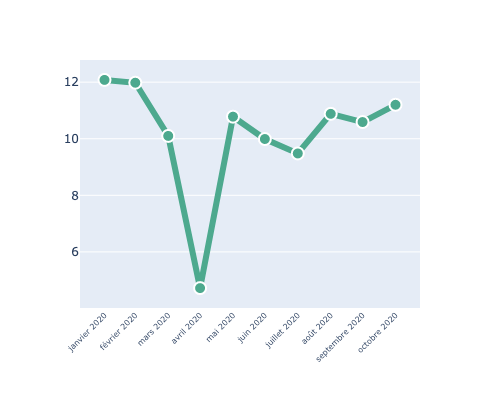 12
10
8
6
janvier 2020
février 2020
mars 2020
avril 2020
mai 2020
juin 2020
juillet 2020
août 2020
septembre 2020
octobre 2020